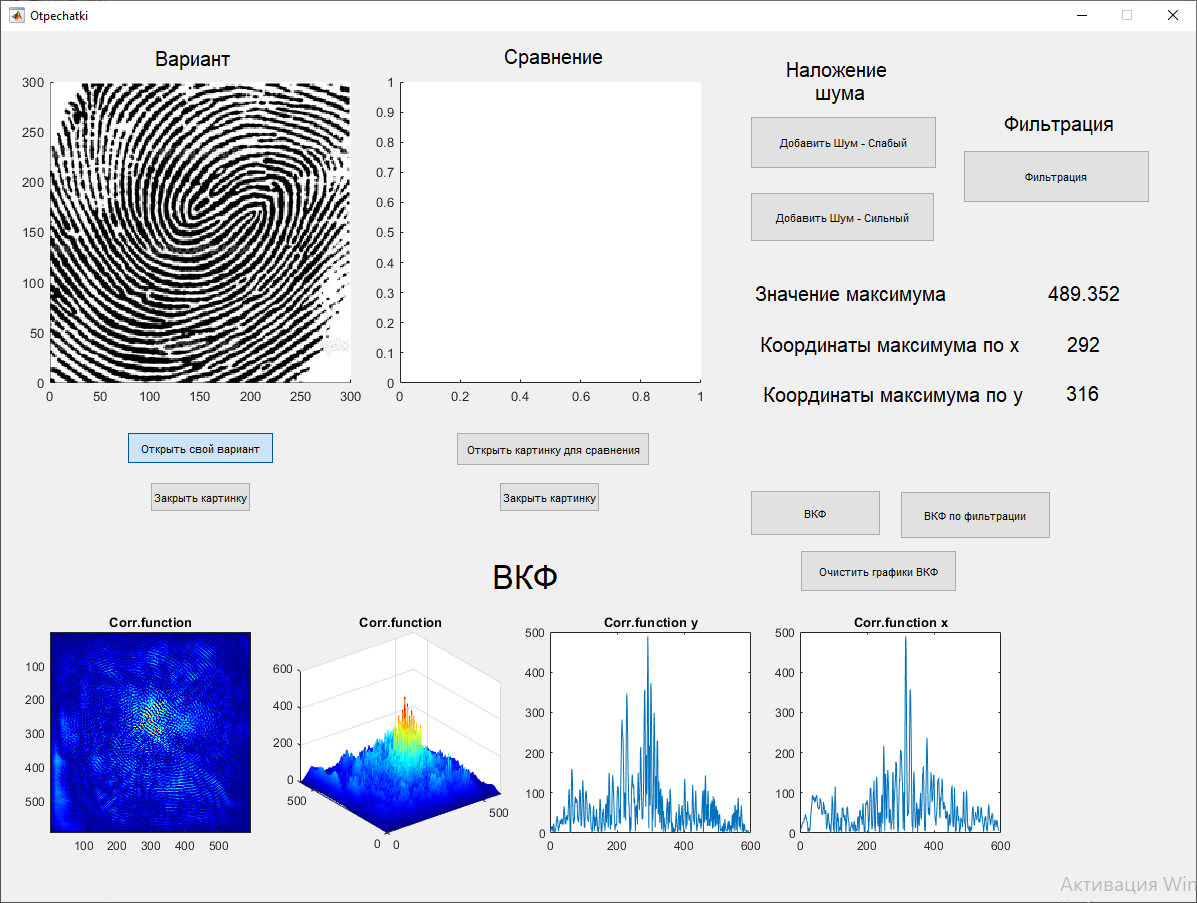 Otpechatki
Вариант
Сравнение
Наложение
шума
Фильтрация
Добавить Шум - Слабый
Фильтрация
Добавить Шум - Сильный
300
250
200
150
100
50
0
0 50 100 150 200 250 300
1
0.9
0.8
0.7
0.6
0.5
0.4
0.3
0.2
0.1
0
0 0.2 0.4 0.6 0.8 1
Значение максимума 489.352
Координаты максимума по x 292
Координаты максимума по y 316
Открыть свой вариант
Открыть картинку для сравнения
Закрыть картинку
Закрыть картинку
ВКФ
ВКФ по фильтрации
Очистить графики ВКФ
ВКФ
Corr.function
100
200
300
400
500
100 200 300 400 500
Corr.function
600
400
200
0
500
0 0
500
Corr.function y
500
400
300
200
100
0
0 200 400 600
Corr.function x
500
400
300
200
100
0
0 200 400 600
Активация Win